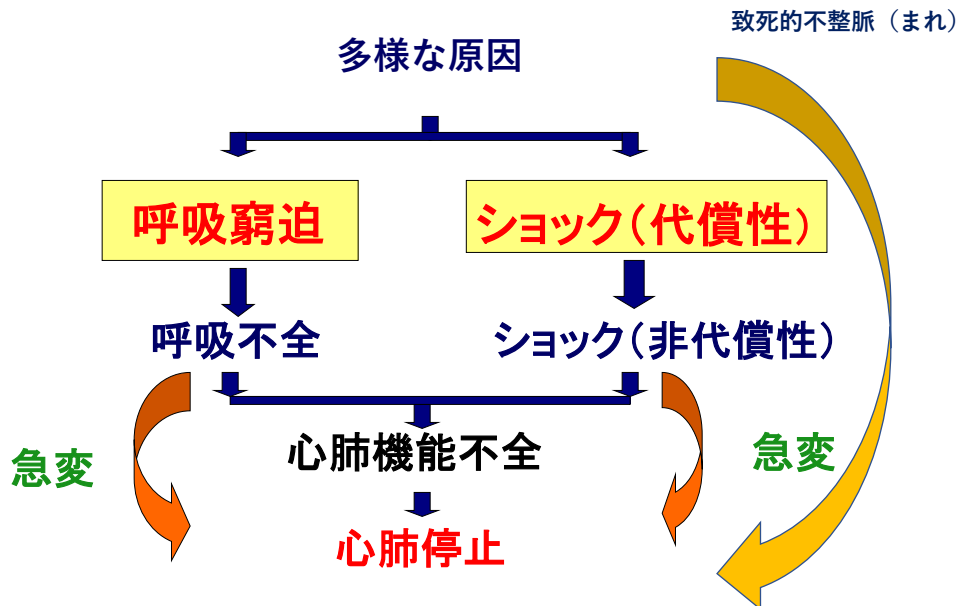 致死的不整脈（まれ）
多様な原因
呼吸窮迫
ショック（代償性）
呼吸不全
ショック（非代償性）
急変
心肺機能不全
急変
心肺停止